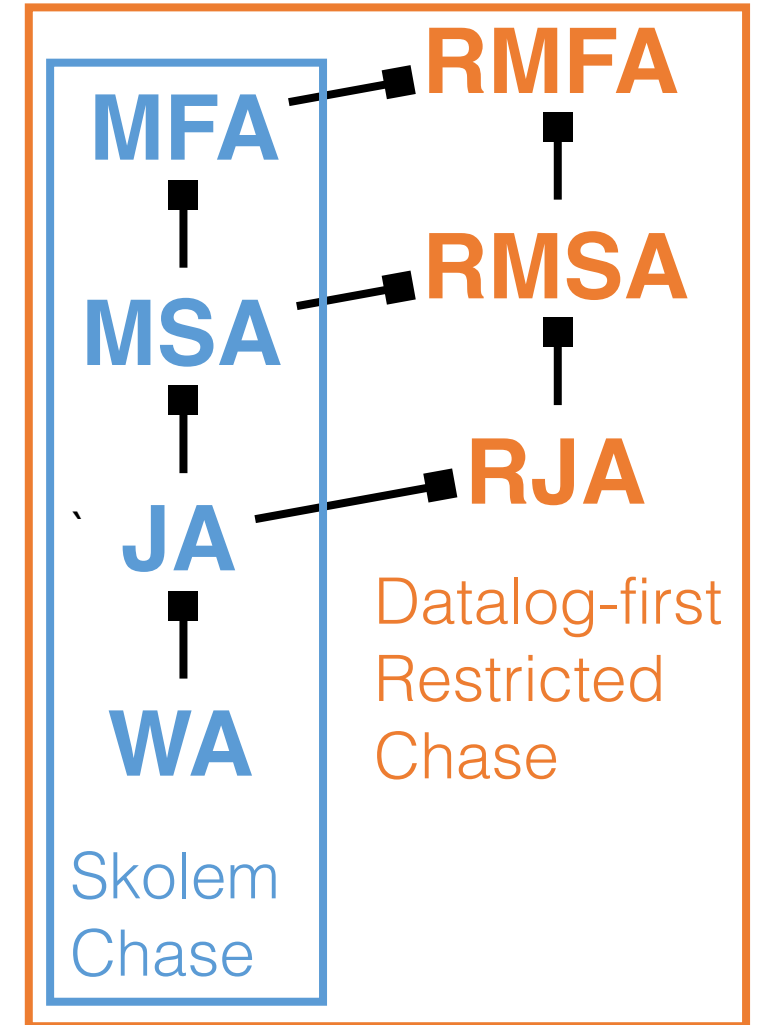 RMFA
MFA
RMSA
MSA
RJA
` JA
Datalog-first
Restricted
Chase
WA
Skolem
Chase